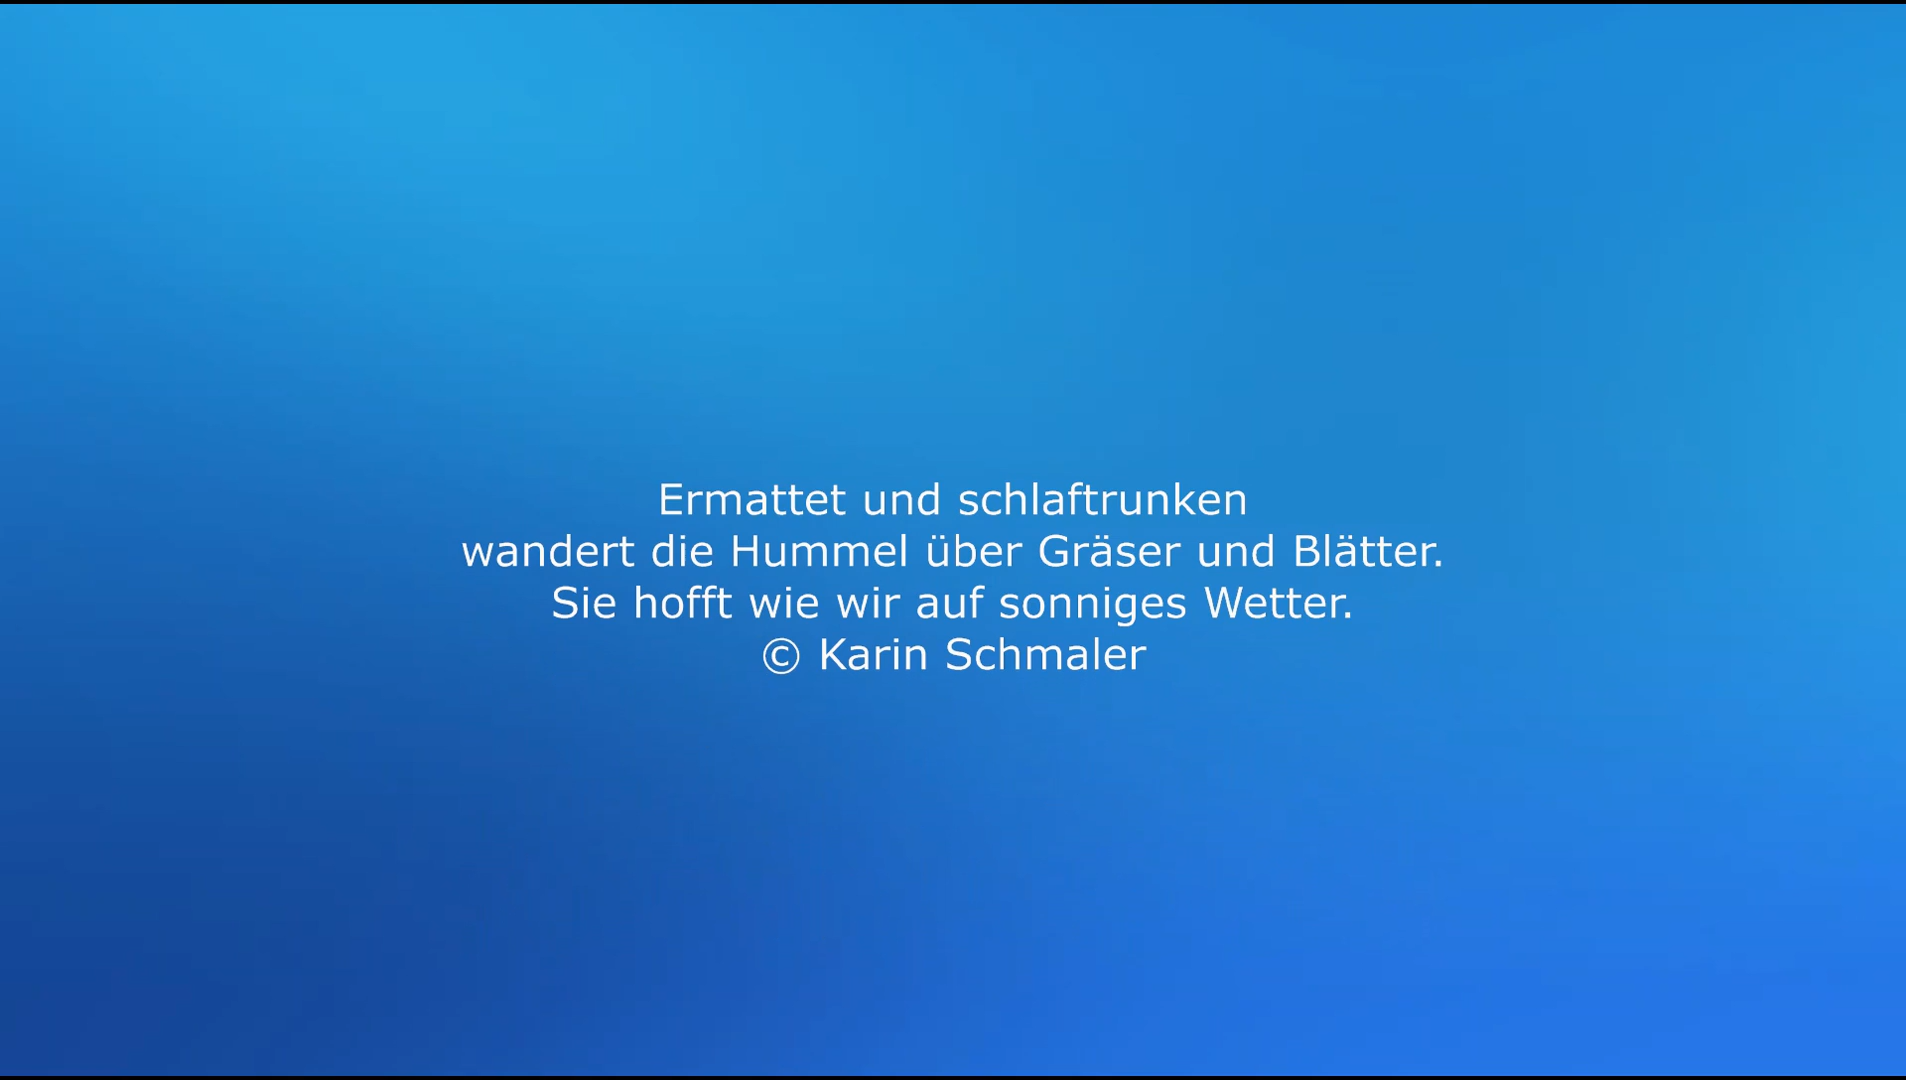 Ermattet und schlaftrunken
wandert die Hummel über Gräser und Blätter.
Sie hofft wie wir auf sonniges Wetter.
© Karin Schmaler